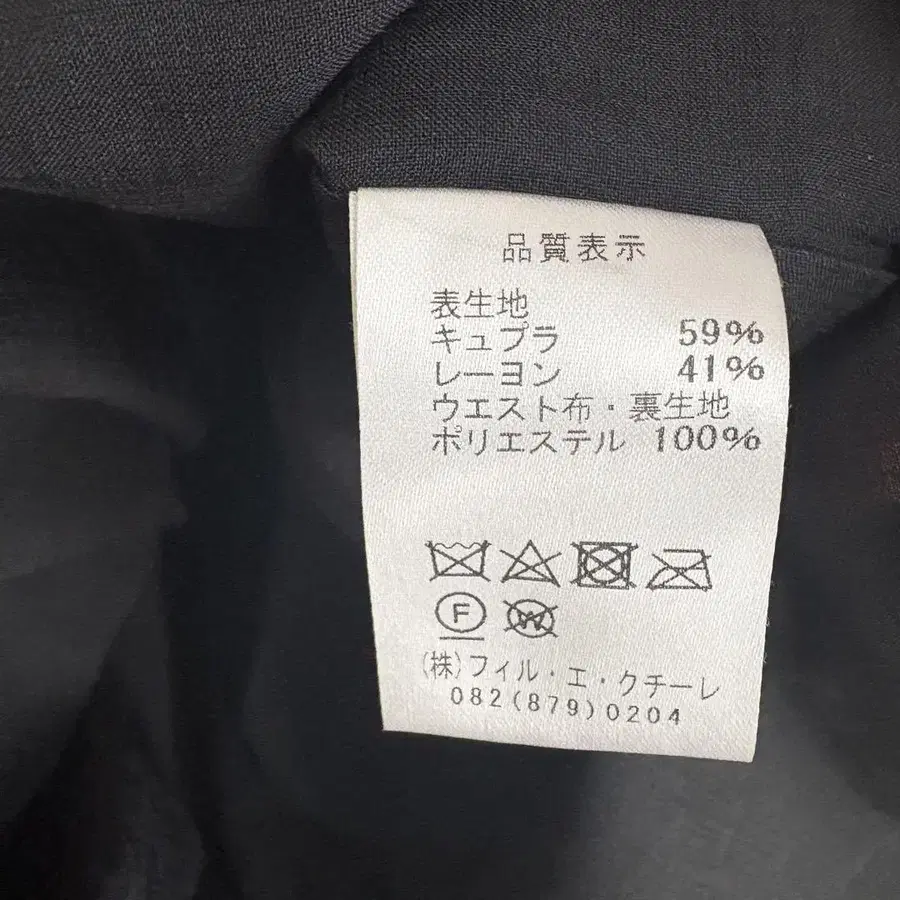 品質表示
表生地
キュプラ 59%
レーヨン 41%
ウエスト布・裏生地
ポリエステル 100%
F W
(株)フィル・エ・クチーレ
082(879)0204